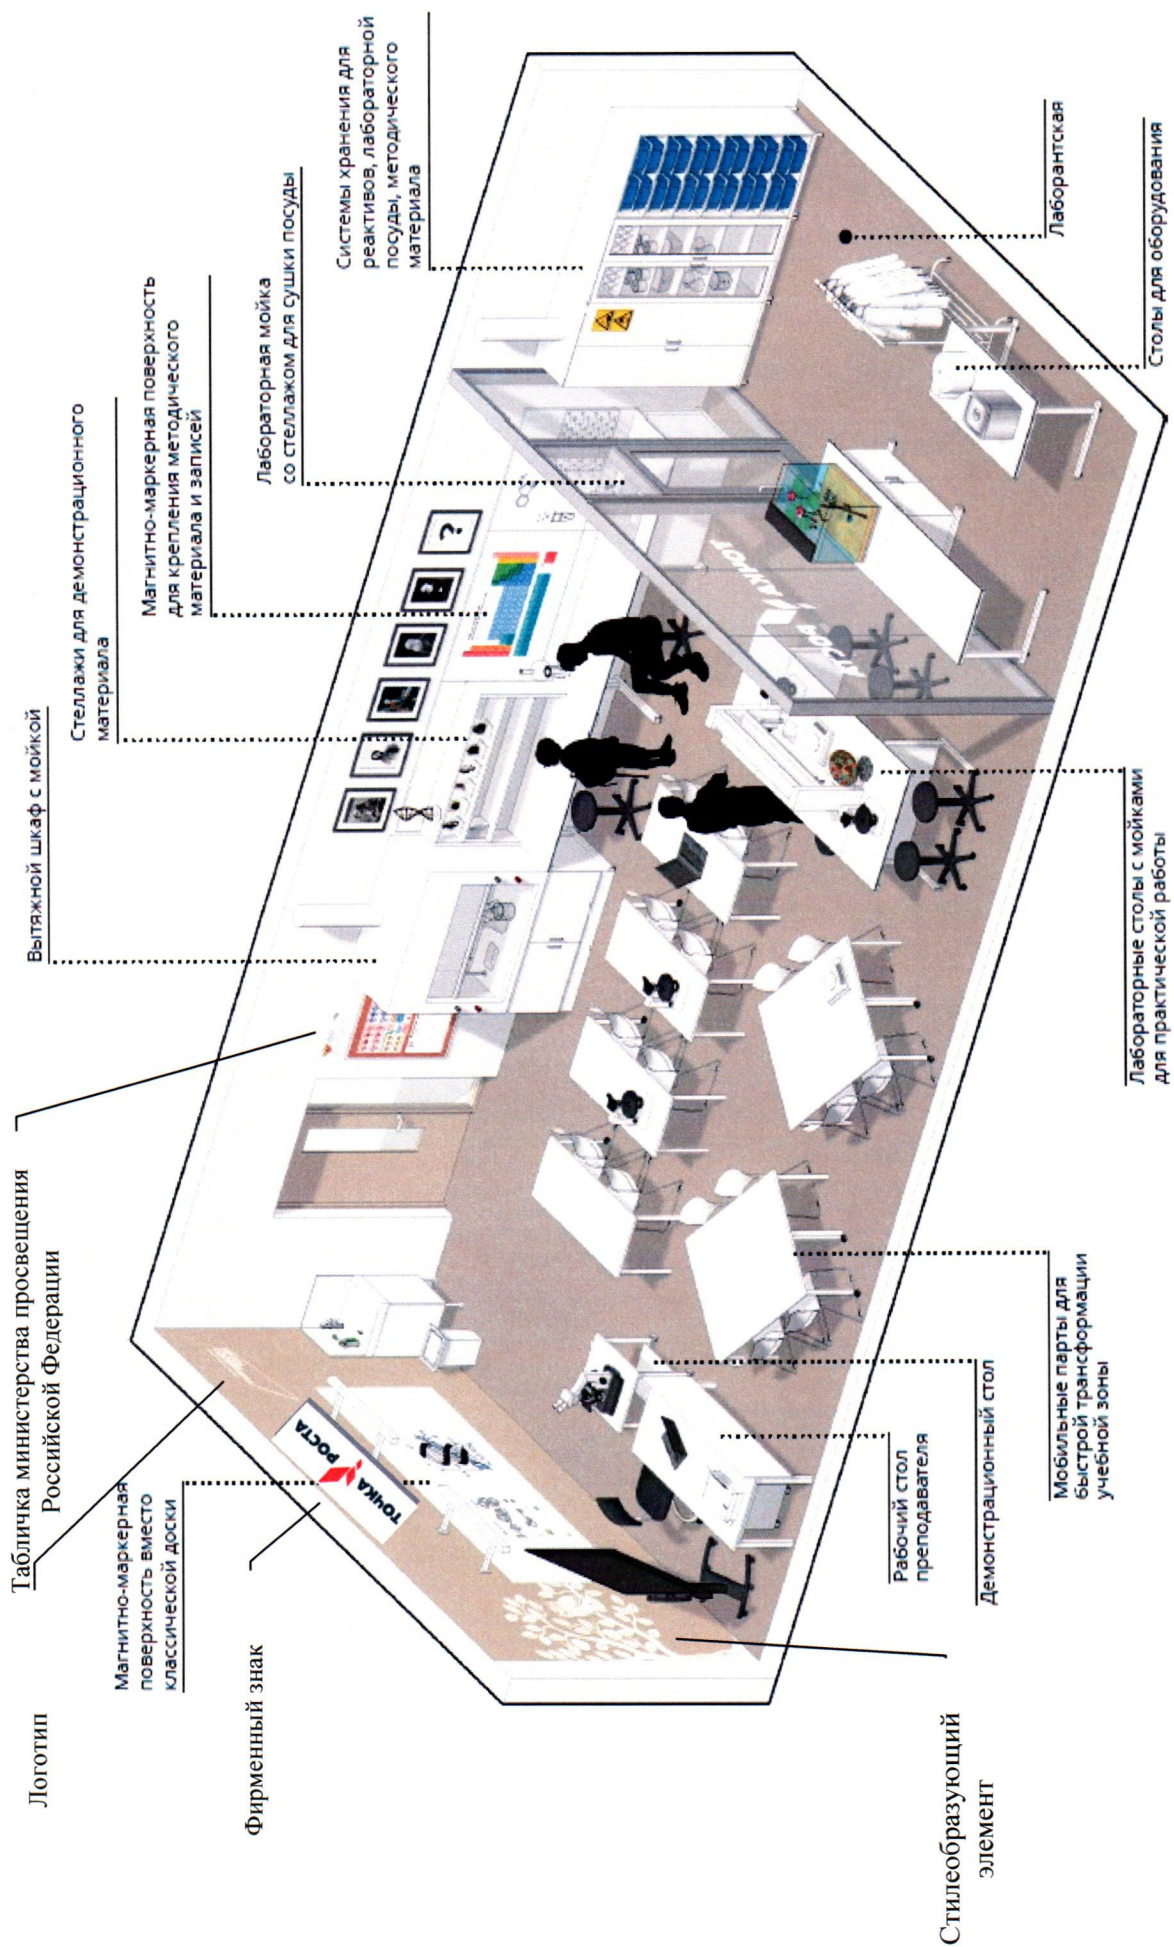 Логотип
Табличка министерства просвещения
Российской Федерации
Вытяжной шкаф с мойкой
Стеллажи для демонстрационного
материала
Магнитно-маркерная поверхность
для крепления методического
материала и записей
Лабораторная мойка
со стеллажом для сушки посуды
Системы хранения для
реактивов, лабораторной
посуды, методического
материала
Магнитно-маркерная
поверхность вместо
классической доски
Фирменный знак
ТОЧКА РОСТА
?
ТОЧКА РОСТА
Стилеобразующий
элемент
Рабочий стол
преподавателя
Демонстрационный стол
Мобильные парты для
быстрой трансформации
учебной зоны
Лабораторные столы с мойками
для практической работы
Лаборантская
Столы для оборудования